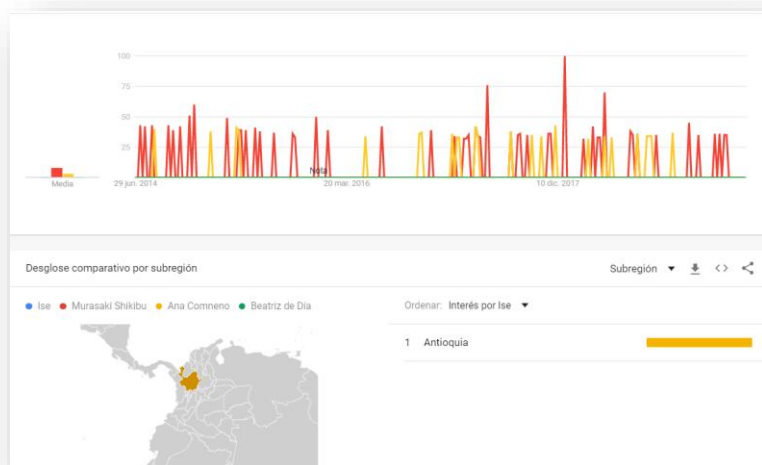 100
75
50
25
Nota
Media
29 jun. 2014
20 mar. 2016
10 dic. 2017
Desglose comparativo por subregión
Subregión
Ise Murasaki Shikibu Ana Comneno Beatriz de Día
Ordenar: Interés por Ise
1 Antioquia